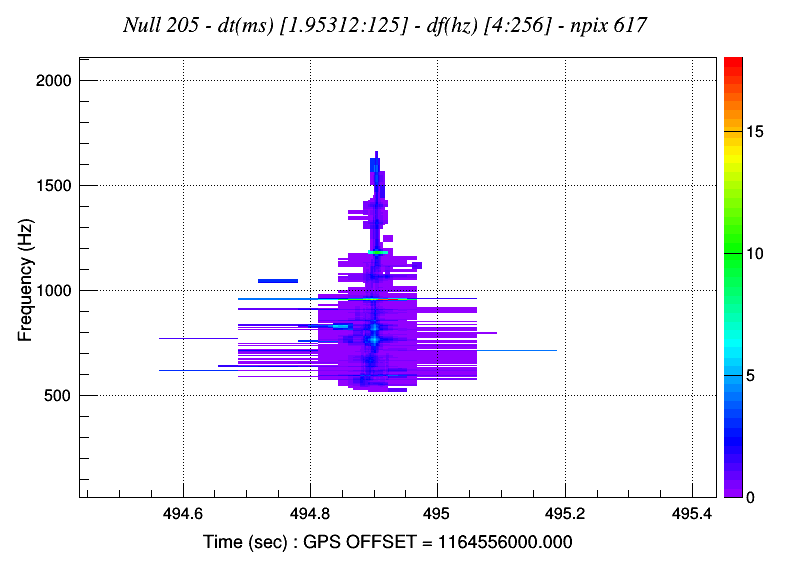 Null 205 - dt(ms) [1.95312:125] - df(hz) [4:256] - npix 617
2000
1500
1000
500
Frequency (Hz)
15
10
5
0
494.6 494.8 495 495.2 495.4
Time (sec) : GPS OFFSET = 1164556000.000